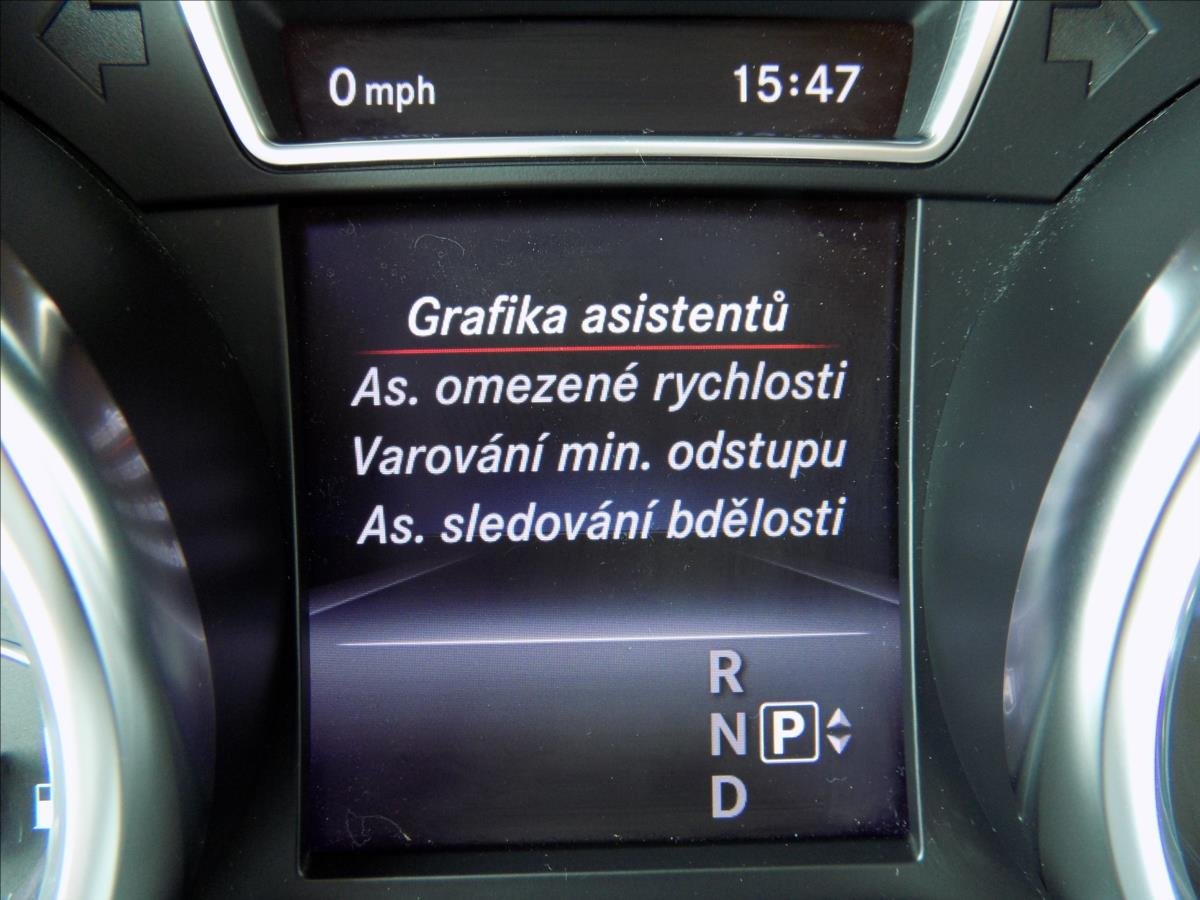 0 mph 15:47
Grafika asistentů
As. omezené rychlosti
Varování min. odstupu
As. sledování bdělosti
R
N P
D